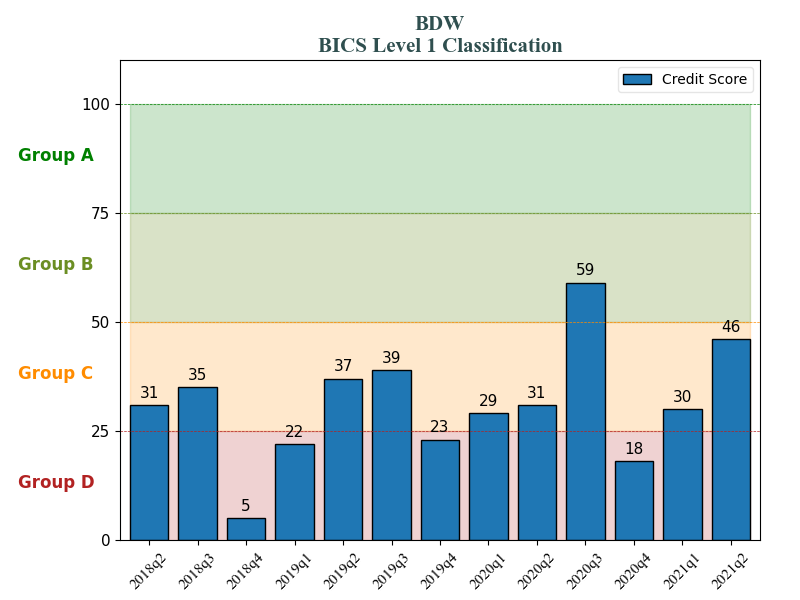 BDW
BICS Level 1 Classification
Credit Score
100
Group A
75
Group B
59
50
46
Group C
39
37
35
31
31
30
29
25
23
22
18
Group D
5
0
2018q2 2018q3 2018q4 2019q1 2019q2 2019q3 2019q4 2020q1 2020q2 2020q3 2020q4 2021q1 2021q2